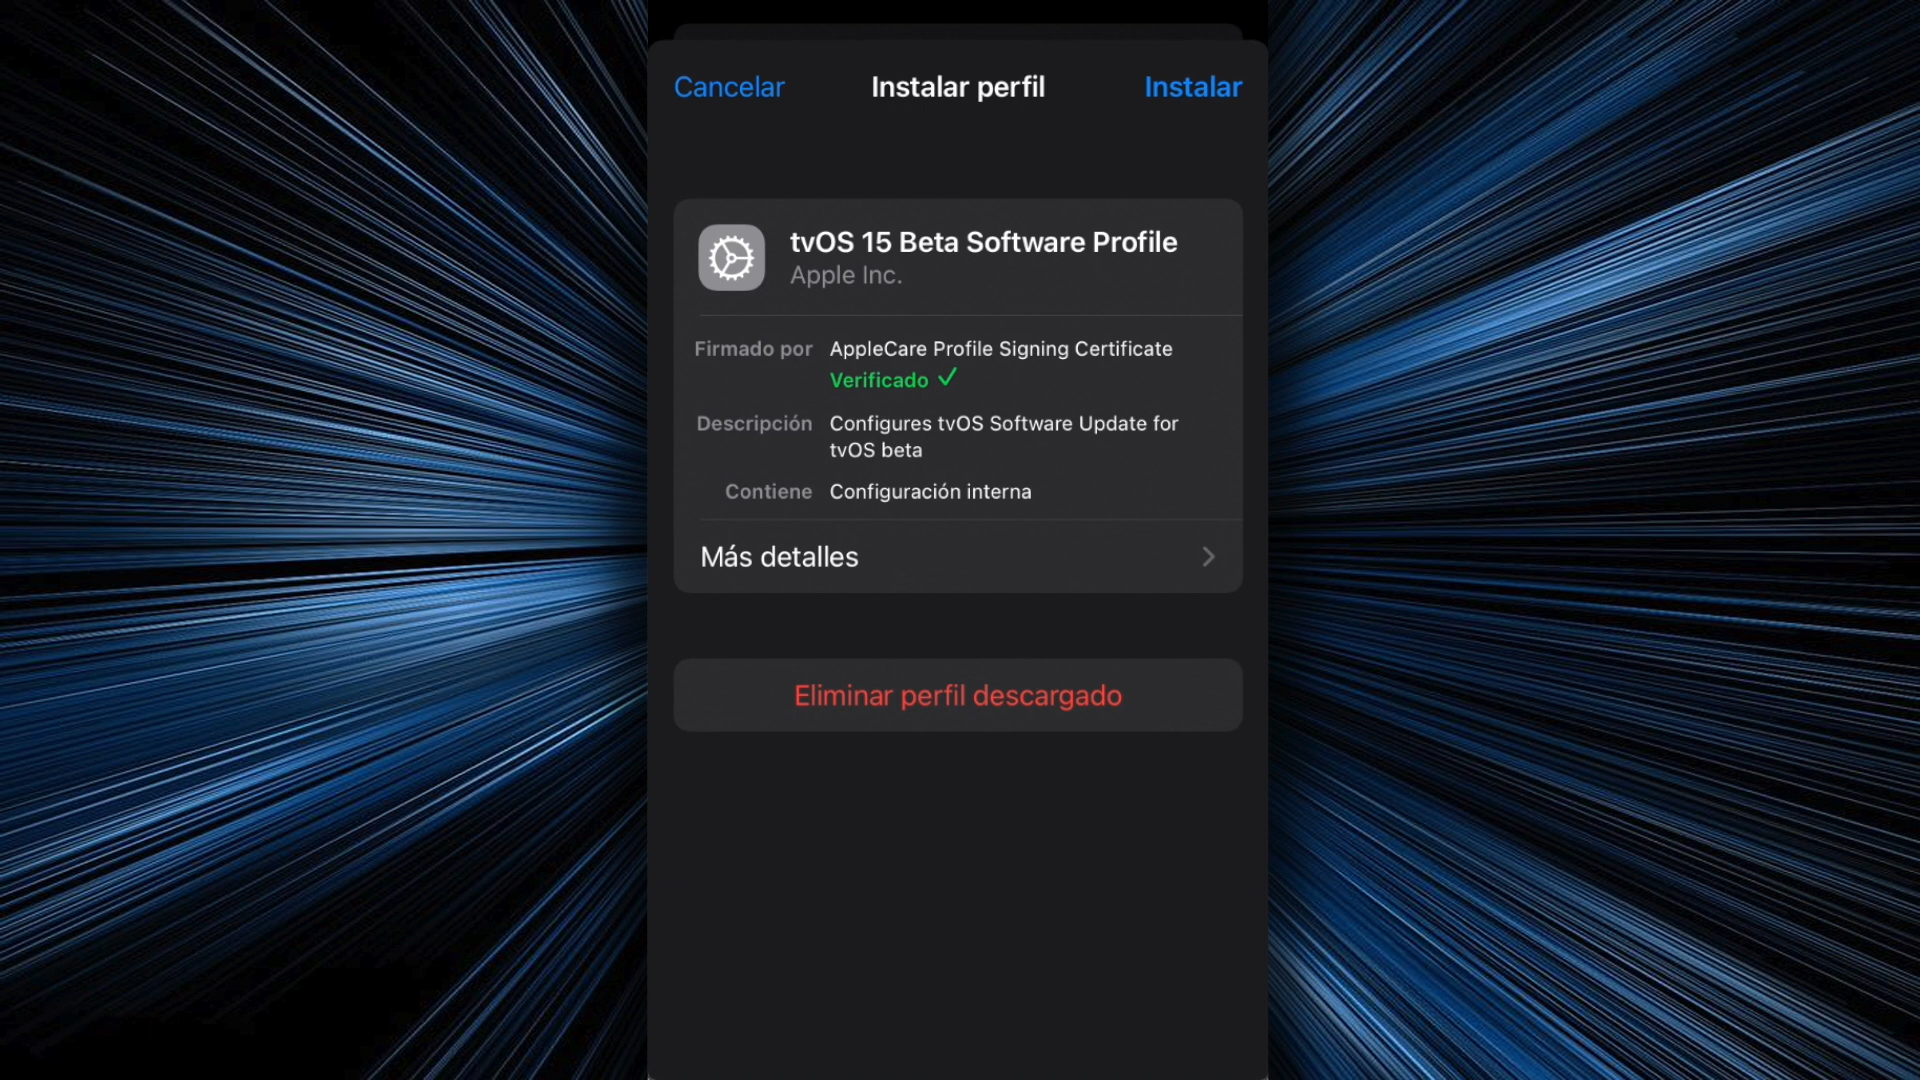 Cancelar
Instalar perfil
Instalar
tvOS 15 Beta Software Profile
Apple Inc.
Firmado por
AppleCare Profile Signing Certificate
Verificado ✓
Descripción
Configures tvOS Software Update for
tvOS beta
Contiene
Configuración interna
Más detalles
Eliminar perfil descargado